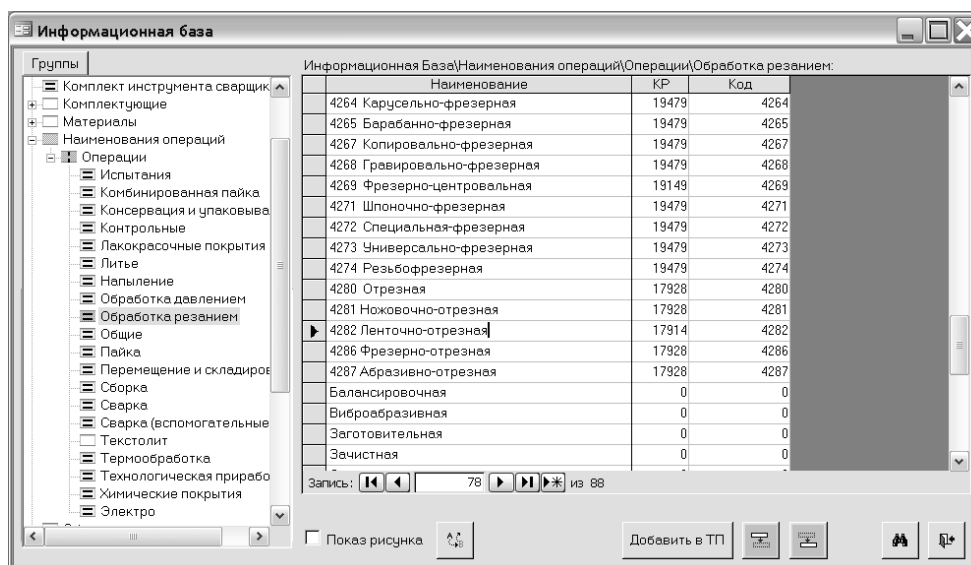 Информационная база
Группы
Комплект инструмента сварщик
Комплектующие
Материалы
Наименования операций
Операции
Испытания
Комбинированная пайка
Консервация и упаковыва
Контрольные
Лакокрасочные покрытия
Литье
Напыление
Обработка давлением
Обработка резанием
Общие
Пайка
Перемещение и складиров
Сборка
Сварка
Сварка (вспомогательные
Текстолит
Термообработка
Технологическая прирабо
Химические покрытия
Электро
Информационная База\Наименования операций\Операции\Обработка резанием:
Наименование КР Код
4264 Карусельно-фрезерная 19479 4264
4265 Барабанно-фрезерная 19479 4265
4267 Копировально-фрезерная 19479 4267
4268 Гравировально-фрезерная 19479 4268
4269 Фрезерно-центровальная 19149 4269
4271 Шпоночно-фрезерная 19479 4271
4272 Специальная-фрезерная 19479 4272
4273 Универсально-фрезерная 19479 4273
4274 Резьбофрезерная 19479 4274
4280 Отрезная 17928 4280
4281 Ножовочно-отрезная 17928 4281
4282 Ленточно-отрезная 17914 4282
4286 Фрезерно-отрезная 17928 4286
4287 Абразивно-отрезная 17928 4287
Балансировочная 0 0
Виброабразивная 0 0
Заготовительная 0 0
Зачистная 0 0
Запись: 78 из 88
Показ рисунка Добавить в ТП